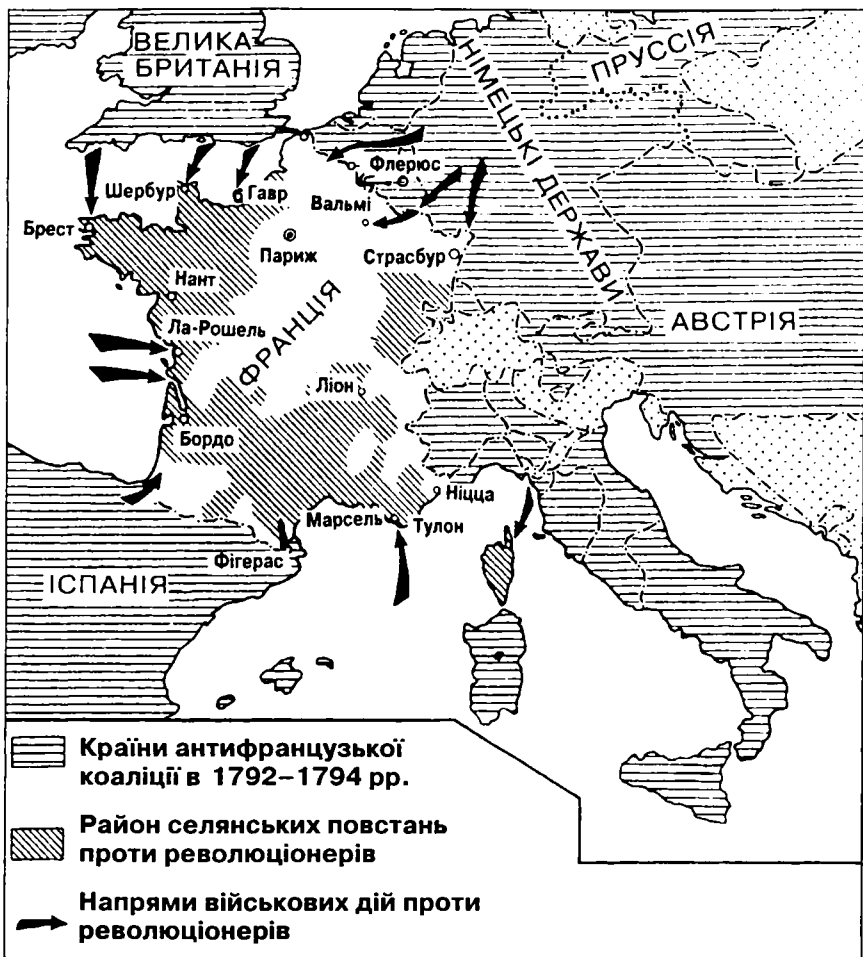 ВЕЛИКА
БРИТАНІЯ
ПРУССІЯ
НІМЕЦЬКІ ДЕРЖАВИ
Флерюс
Шербур
Гавр
Вальмі
Брест
Париж
Страсбур
Нант
Ла-Рошель
ФРАНЦІЯ
АВСТРІЯ
Ліон
Бордо
Ніцца
Марсель
Тулон
Фігерас
ІСПАНІЯ
Країни антифранцузької
коаліції в 1792–1794 рр.
Район селянських повстань
проти революціонерів
Напрями військових дій проти
революціонерів